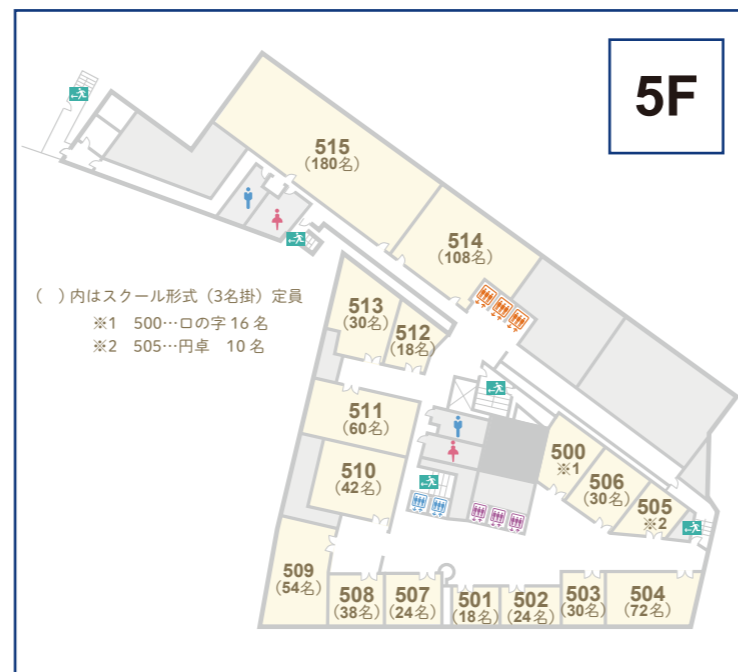 5F
515
(180名)
514
(108名)
( )内はスクール形式(3名掛)定員
※1 500…ロの字 16 名
※2 505…円卓 10 名
513
(30名)
512
(18名)
511
(60名)
510
(42名)
500
※1
506
(30名)
505
※2
509
(54名)
508
(38名)
507
(24名)
501
(18名)
502
(24名)
503
(30名)
504
(72名)